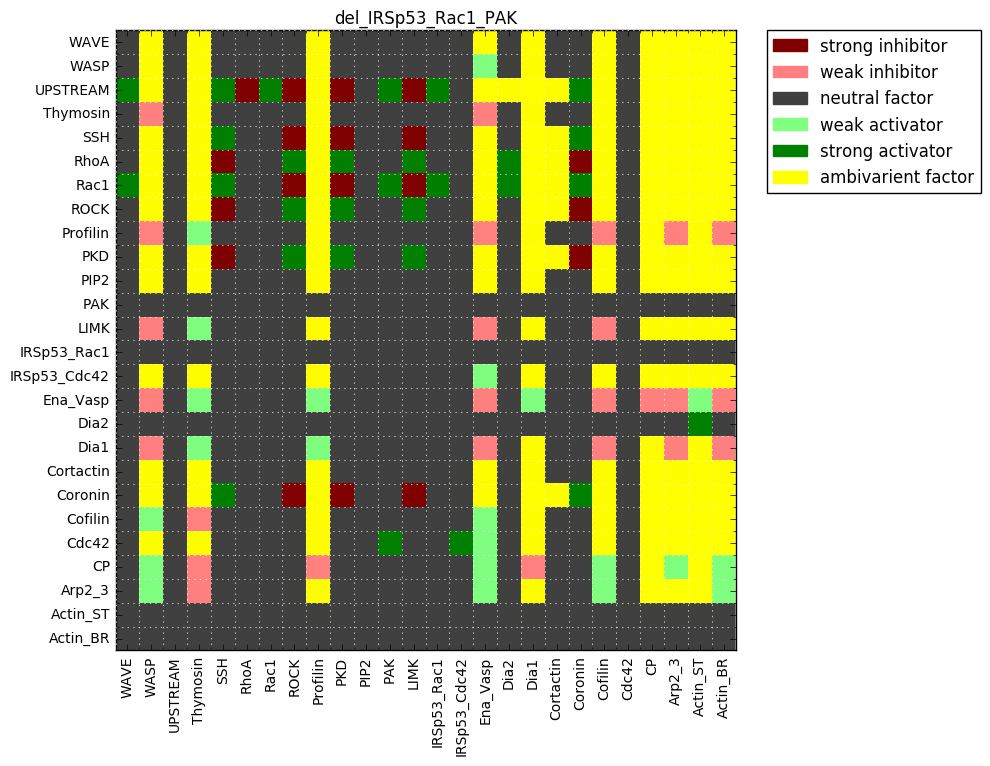 del_IRSp53_Rac1_PAK
strong inhibitor
weak inhibitor
neutral factor
weak activator
strong activator
ambivarient factor
WAVE
WASP
UPSTREAM
Thymosin
SSH
RhoA
Rac1
ROCK
Profilin
PKD
PIP2
PAK
LIMK
IRSp53_Rac1
IRSp53_Cdc42
Ena_Vasp
Dia2
Dia1
Cortactin
Coronin
Cofilin
Cdc42
CP
Arp2_3
Actin_ST
Actin_BR
WAVE
WASP
UPSTREAM
Thymosin
SSH
RhoA
Rac1
ROCK
Profilin
PKD
PIP2
PAK
LIMK
IRSp53_Rac1
IRSp53_Cdc42
Ena_Vasp
Dia2
Dia1
Cortactin
Coronin
Cofilin
Cdc42
CP
Arp2_3
Actin_ST
Actin_BR